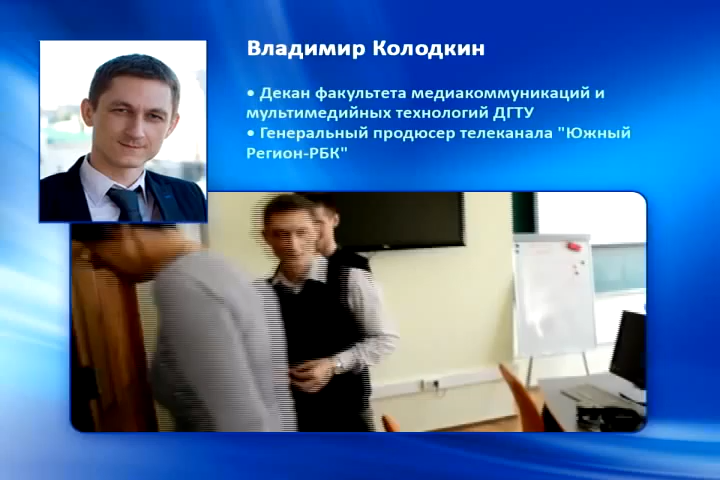 Владимир Колодкин
• Декан факультета медиакоммуникаций и
мультимедийных технологий ДГТУ
• Генеральный продюсер телеканала "Южный
Регион-РБК"